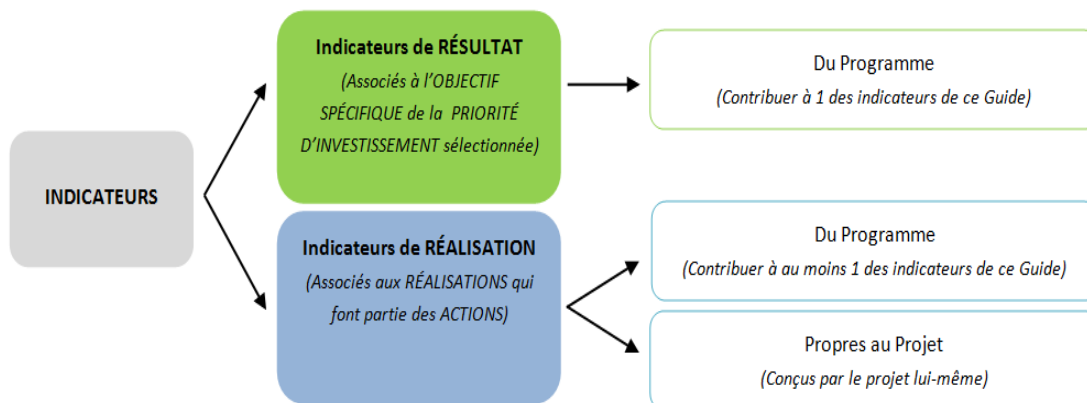 INDICATEURS
Indicateurs de RÉSULTAT
(Associés à l'OBJECTIF
SPÉCIFIQUE de la PRIORITÉ
D'INVESTISSEMENT sélectionnée)
Du Programme
(Contribuer à 1 des indicateurs de ce Guide)
Indicateurs de RÉALISATION
(Associés aux RÉALISATIONS qui
font partie des ACTIONS)
Du Programme
(Contribuer à au moins 1 des indicateurs de ce Guide)
Propres au Projet
(Conçus par le projet lui-même)